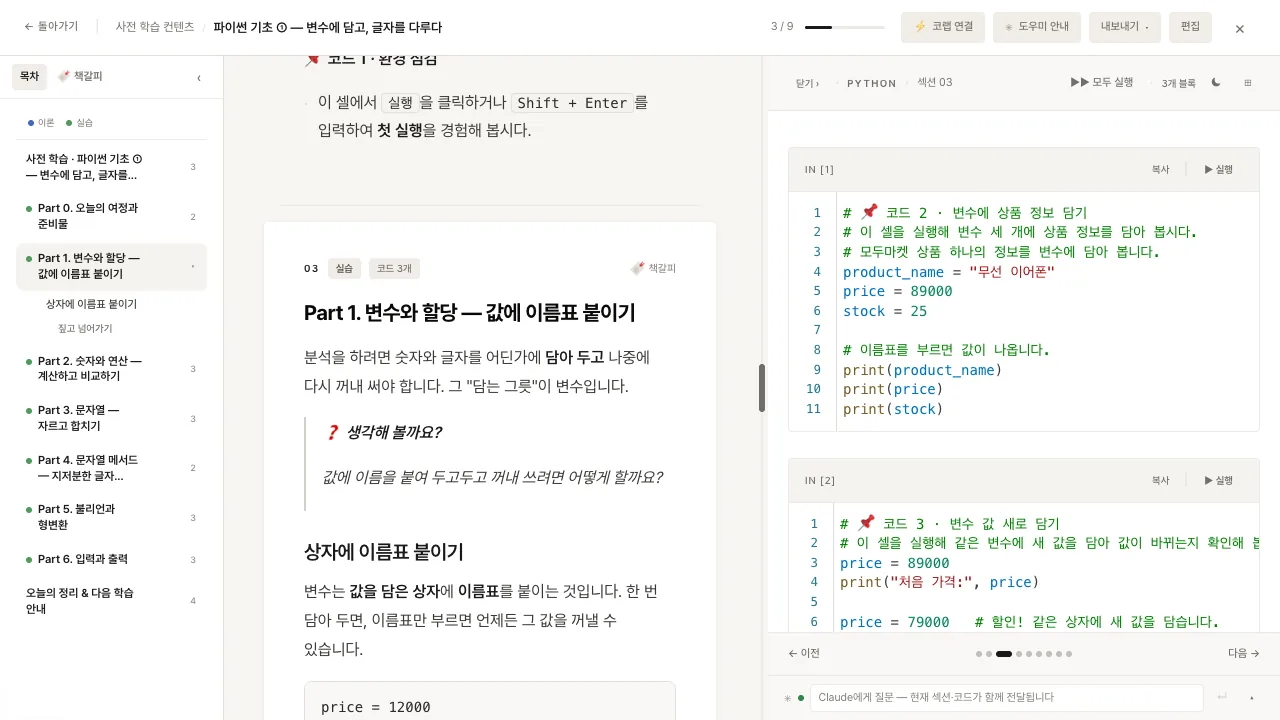 ← 돌아가기
사전 학습 컨텐츠 / 파이썬 기초 ① — 변수에 담고, 글자를 다루다
3 / 9
⚡ 코랩 연결
✳ 도우미 안내
내보내기
편집
×
목차
책갈피
‹
이론
실습
사전 학습 · 파이썬 기초 ①
— 변수에 담고, 글자를...
3
Part 0. 오늘의 여정과
준비물
2
Part 1. 변수와 할당 —
값에 이름표 붙이기
상자에 이름표 붙이기
짚고 넘어가기
Part 2. 숫자와 연산 —
계산하고 비교하기
3
Part 3. 문자열 —
자르고 합치기
3
Part 4. 문자열 메서드
— 지저분한 글자...
2
Part 5. 불리언과
형변환
3
Part 6. 입력과 출력
3
오늘의 정리 & 다음 학습
안내
4
📌 코드 1 · 환경 점검
이 셀에서 실행 을 클릭하거나 Shift + Enter 를
입력하여 첫 실행을 경험해 봅시다.
03 실습 코드 3개
책갈피
Part 1. 변수와 할당 — 값에 이름표 붙이기
분석을 하려면 숫자와 글자를 어딘가에 담아 두고 나중에
다시 꺼내 써야 합니다. 그 "담는 그릇"이 변수입니다.
❓ 생각해 볼까요?
값에 이름을 붙여 두고두고 꺼내 쓰려면 어떻게 할까요?
상자에 이름표 붙이기
변수는 값을 담은 상자에 이름표를 붙이는 것입니다. 한 번
담아 두면, 이름표만 부르면 언제든 그 값을 꺼낼 수
있습니다.
price = 12000
닫기 › · PYTHON · 섹션 03
▶▶ 모두 실행 · 3개 블록
IN [1]
복사
▶ 실행
1 # 📌 코드 2 · 변수에 상품 정보 담기
2 # 이 셀을 실행해 변수 세 개에 상품 정보를 담아 봅시다.
3 # 모두마켓 상품 하나의 정보를 변수에 담아 봅니다.
4 product_name = "무선 이어폰"
5 price = 89000
6 stock = 25
7
8 # 이름표를 부르면 값이 나옵니다.
9 print(product_name)
10 print(price)
11 print(stock)
IN [2]
복사
▶ 실행
1 # 📌 코드 3 · 변수 값 새로 담기
2 # 이 셀을 실행해 같은 변수에 새 값을 담아 값이 바뀌는지 확인해
3 price = 89000
4 print("처음 가격:", price)
5
6 price = 79000 # 할인! 같은 상자에 새 값을 담습니다.
← 이전
다음 →
✳ Claude에게 질문 — 현재 섹션·코드가 함께 전달됩니다